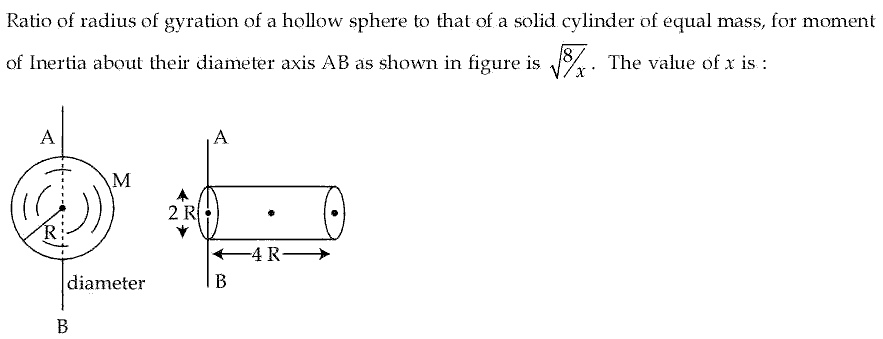 Ratio of radius of gyration of a hollow sphere to that of a solid cylinder of equal mass, for moment
of Inertia about their diameter axis AB as shown in figure is √8/x . The value of x is :
A
A
M
2 R
R
4 R
diameter
B
B